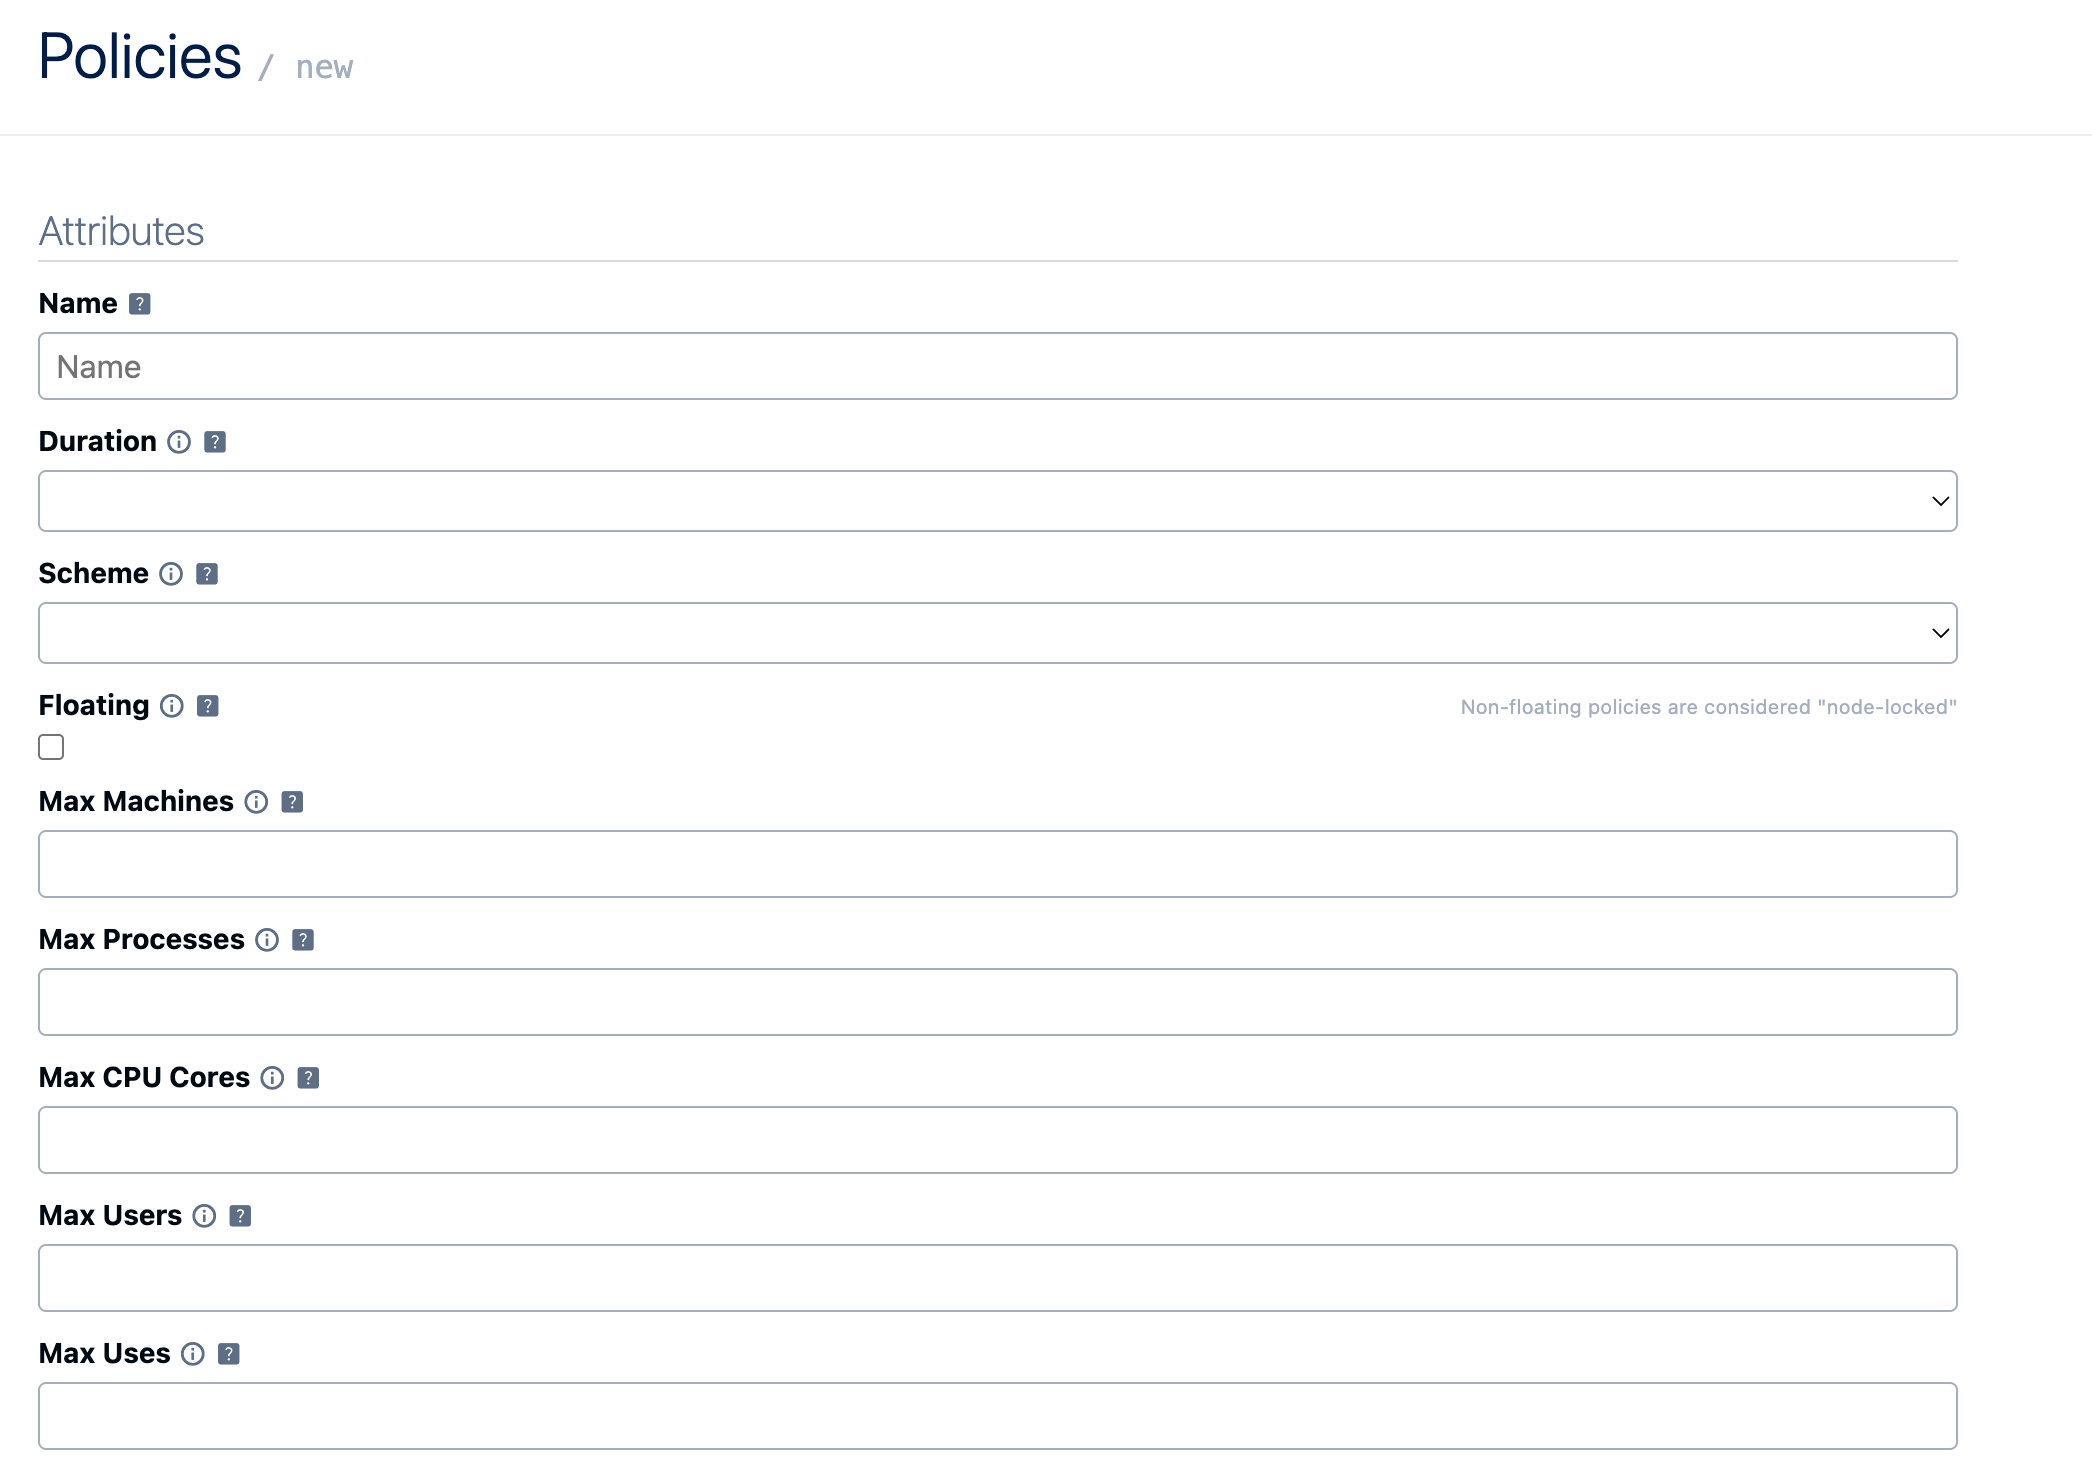 Policies / new
Attributes
Name ?
Name
Duration ?
Scheme ?
Floating ? Non-floating policies are considered "node-locked"
Max Machines ?
Max Processes ?
Max CPU Cores ?
Max Users ?
Max Uses ?